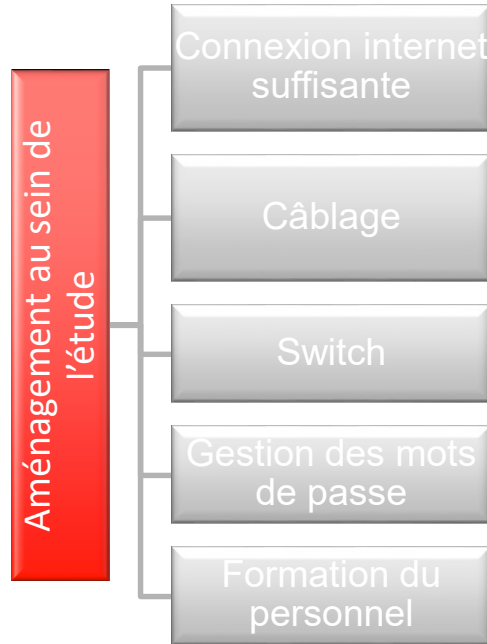 Aménagement au sein de
l'étude
Connexion internet
suffisante
Câblage
Switch
Gestion des mots
de passe
Formation du
personnel